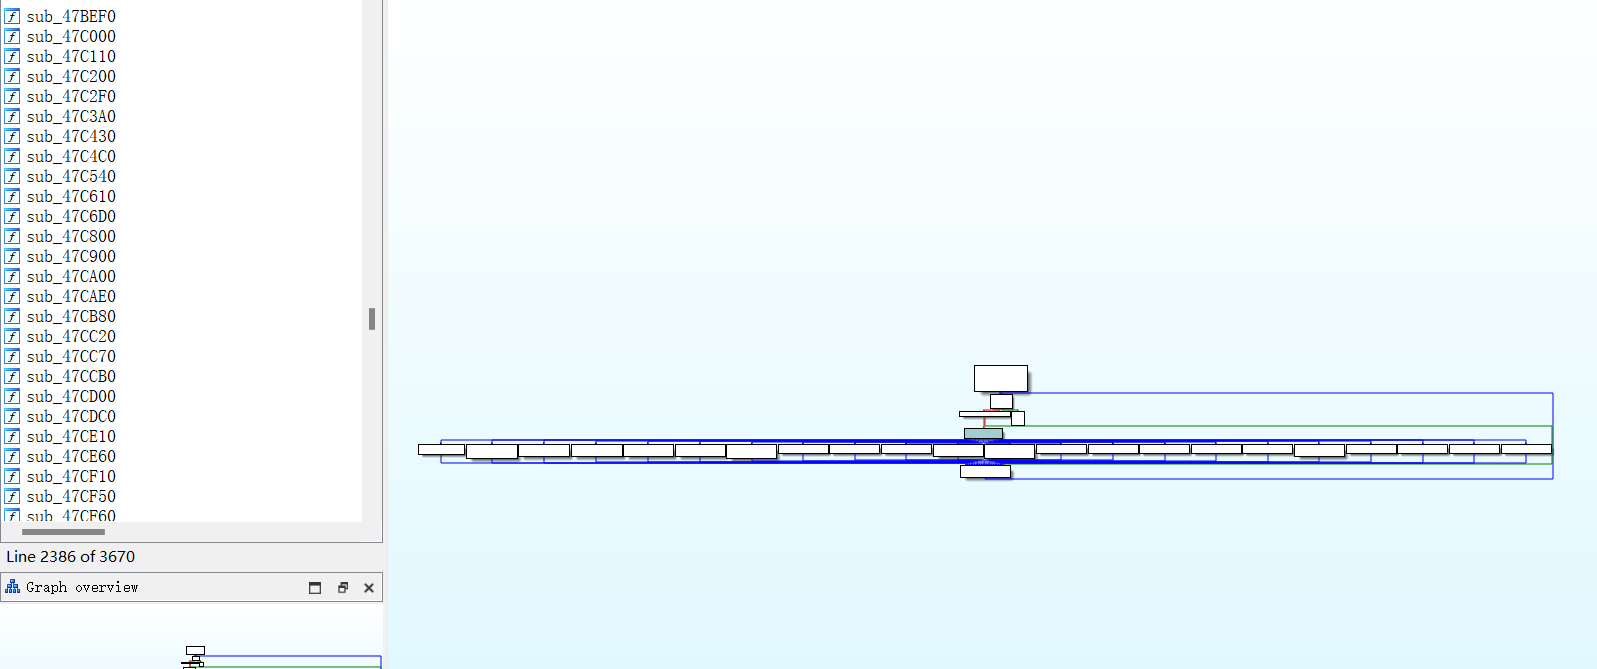 sub_47BEF0
sub_47C000
sub_47C110
sub_47C200
sub_47C2F0
sub_47C3A0
sub_47C430
sub_47C4C0
sub_47C540
sub_47C610
sub_47C6D0
sub_47C800
sub_47C900
sub_47CA00
sub_47CAE0
sub_47CB80
sub_47CC20
sub_47CC70
sub_47CCB0
sub_47CD00
sub_47CDC0
sub_47CE10
sub_47CE60
sub_47CF10
sub_47CF50
sub_47CF60
Line 2386 of 3670
Graph overview